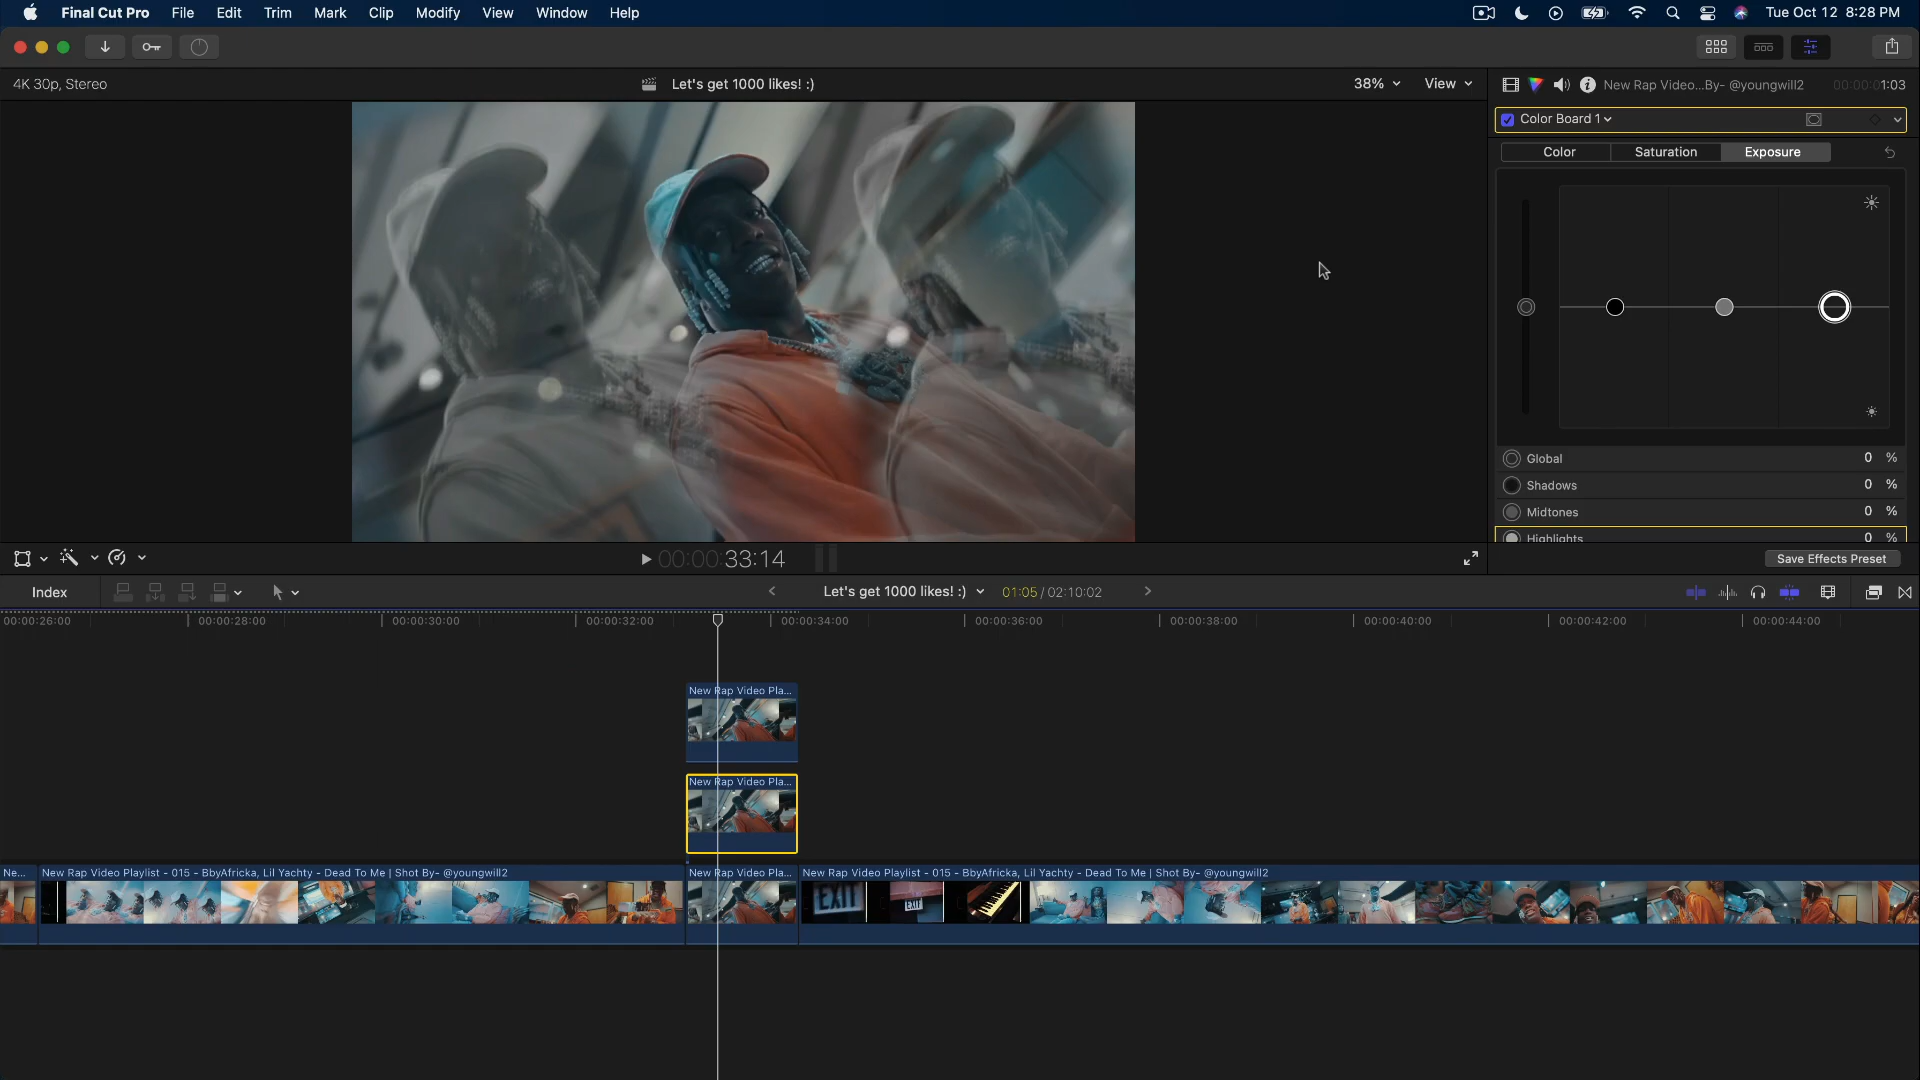 Final Cut Pro File Edit Trim Mark Clip Modify View Window Help Tue Oct 12 8:28 PM
4K 30p, Stereo Let's get 1000 likes! :) 38% View New Rap Video...By- @youngwill2 00:00:01:03
Color Board 1
Color Saturation Exposure
Global 0 %
Shadows 0 %
Midtones 0 %
Highlights 0 %
00:00:33:14 Save Effects Preset
Index Let's get 1000 likes! :) 01:05 / 02:10:02
00:00:26:00 00:00:28:00 00:00:30:00 00:00:32:00 00:00:34:00 00:00:36:00 00:00:38:00 00:00:40:00 00:00:42:00 00:00:44:00
New Rap Video Pla...
New Rap Video Pla...
Ne... New Rap Video Playlist - 015 - BbyAfricka, Lil Yachty - Dead To Me | Shot By- @youngwill2 New Rap Video Pla... New Rap Video Playlist - 015 - BbyAfricka, Lil Yachty - Dead To Me | Shot By- @youngwill2
EXIT EXIT